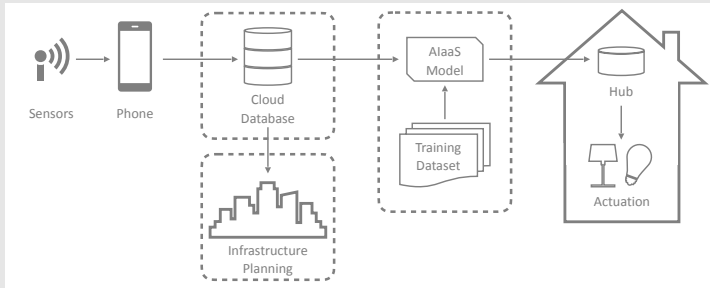 Sensors
Phone
Cloud
Database
AIaaS
Model
Training
Dataset
Hub
Actuation
Infrastructure
Planning